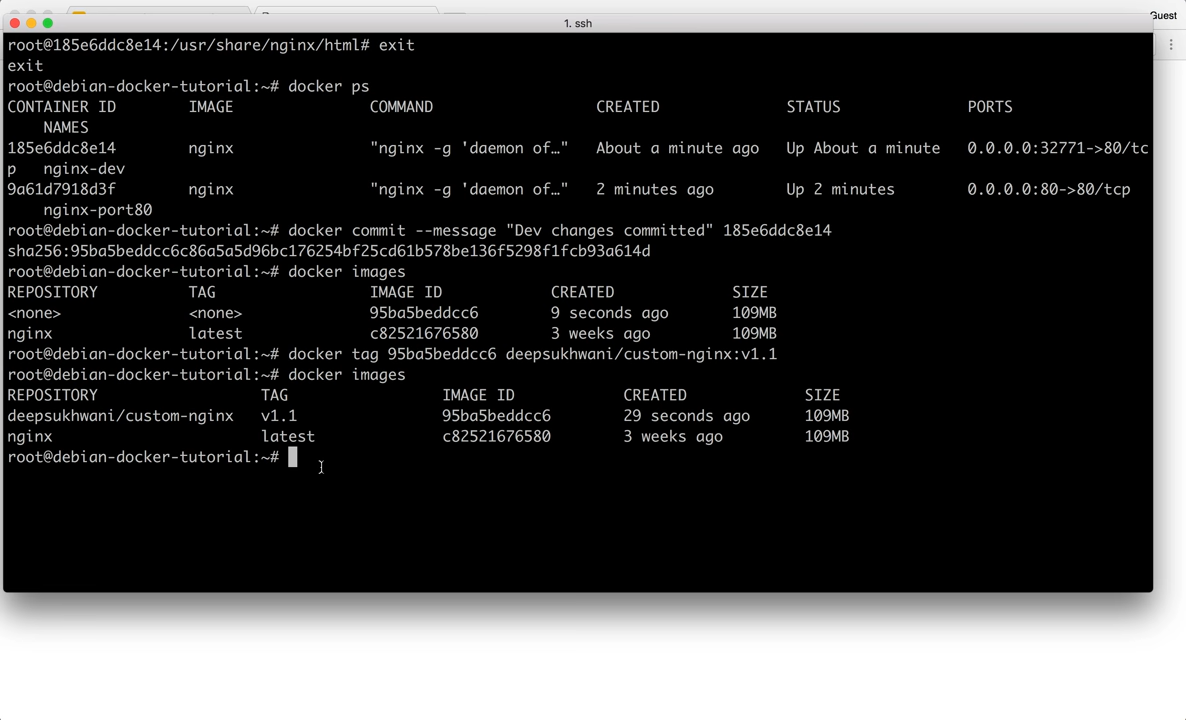 Guest
1. ssh
root@185e6ddc8e14:/usr/share/nginx/html# exit
exit
root@debian-docker-tutorial:~# docker ps
CONTAINER ID IMAGE COMMAND CREATED STATUS PORTS
NAMES
185e6ddc8e14 nginx "nginx -g 'daemon of…" About a minute ago Up About a minute 0.0.0.0:32771->80/tc
p nginx-dev
9a61d7918d3f nginx "nginx -g 'daemon of…" 2 minutes ago Up 2 minutes 0.0.0.0:80->80/tcp
nginx-port80
root@debian-docker-tutorial:~# docker commit --message "Dev changes committed" 185e6ddc8e14
sha256:95ba5beddcc6c86a5a5d96bc176254bf25cd61b578be136f5298f1fcb93a614d
root@debian-docker-tutorial:~# docker images
REPOSITORY TAG IMAGE ID CREATED SIZE
<none> <none> 95ba5beddcc6 9 seconds ago 109MB
nginx latest c82521676580 3 weeks ago 109MB
root@debian-docker-tutorial:~# docker tag 95ba5beddcc6 deepsukhwani/custom-nginx:v1.1
root@debian-docker-tutorial:~# docker images
REPOSITORY TAG IMAGE ID CREATED SIZE
deepsukhwani/custom-nginx v1.1 95ba5beddcc6 29 seconds ago 109MB
nginx latest c82521676580 3 weeks ago 109MB
root@debian-docker-tutorial:~#